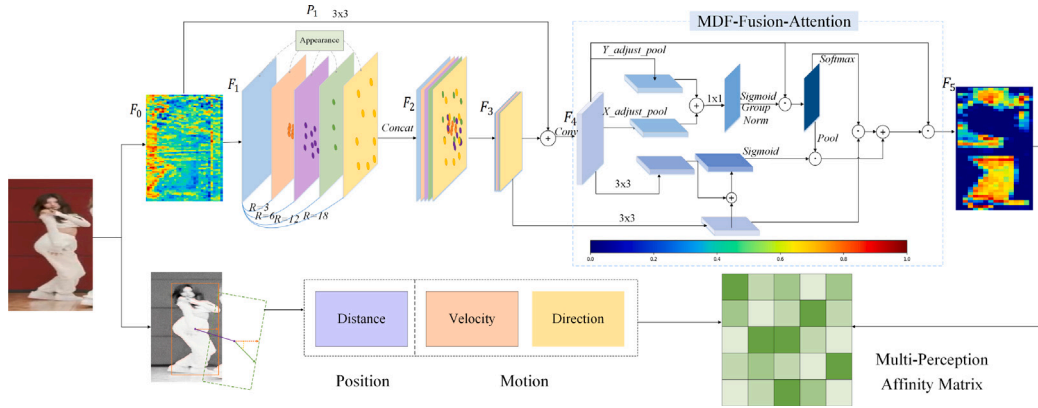 P1 3x3
MDF-Fusion-Attention
Appearance
Y_adjust_pool
Softmax
F0
F1
F2
F3
F4
F5
X_adjust_pool
1x1
Sigmoid
Group
Norm
Concat
Conv
Pool
Sigmoid
3x3
R=3
R=6
R=12
R=18
3x3
0.0 0.2 0.4 0.6 0.8 1.0
Distance
Velocity
Direction
Position
Motion
Multi-Perception
Affinity Matrix